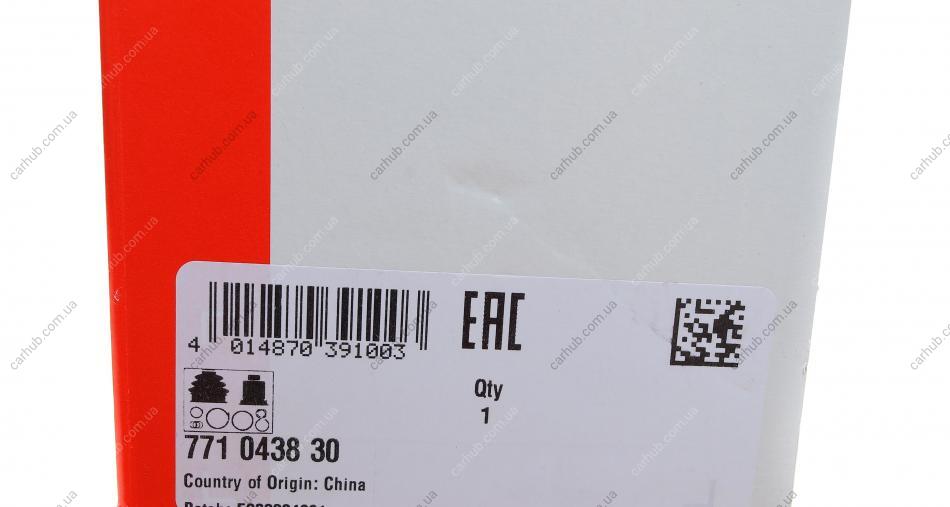 EAC
4 014870 391003
Qty
1
771 0438 30
Country of Origin: China
carhub.com.ua